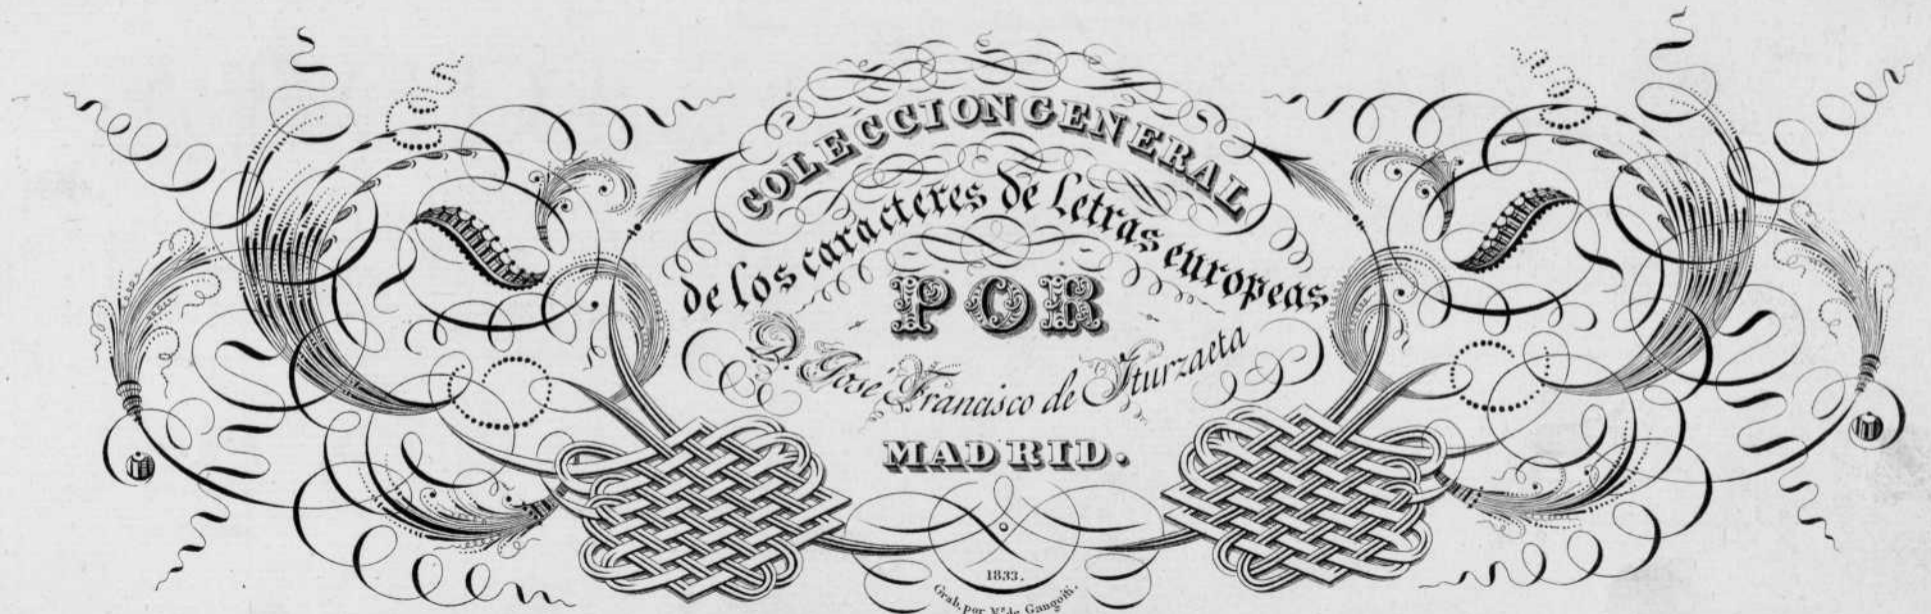 COLECCION GENERAL
de los caracteres de Letras europeas
POR
D. José Francisco de Iturzaeta
MADRID.
1833.
Grab. por Mª de Gangoiti.